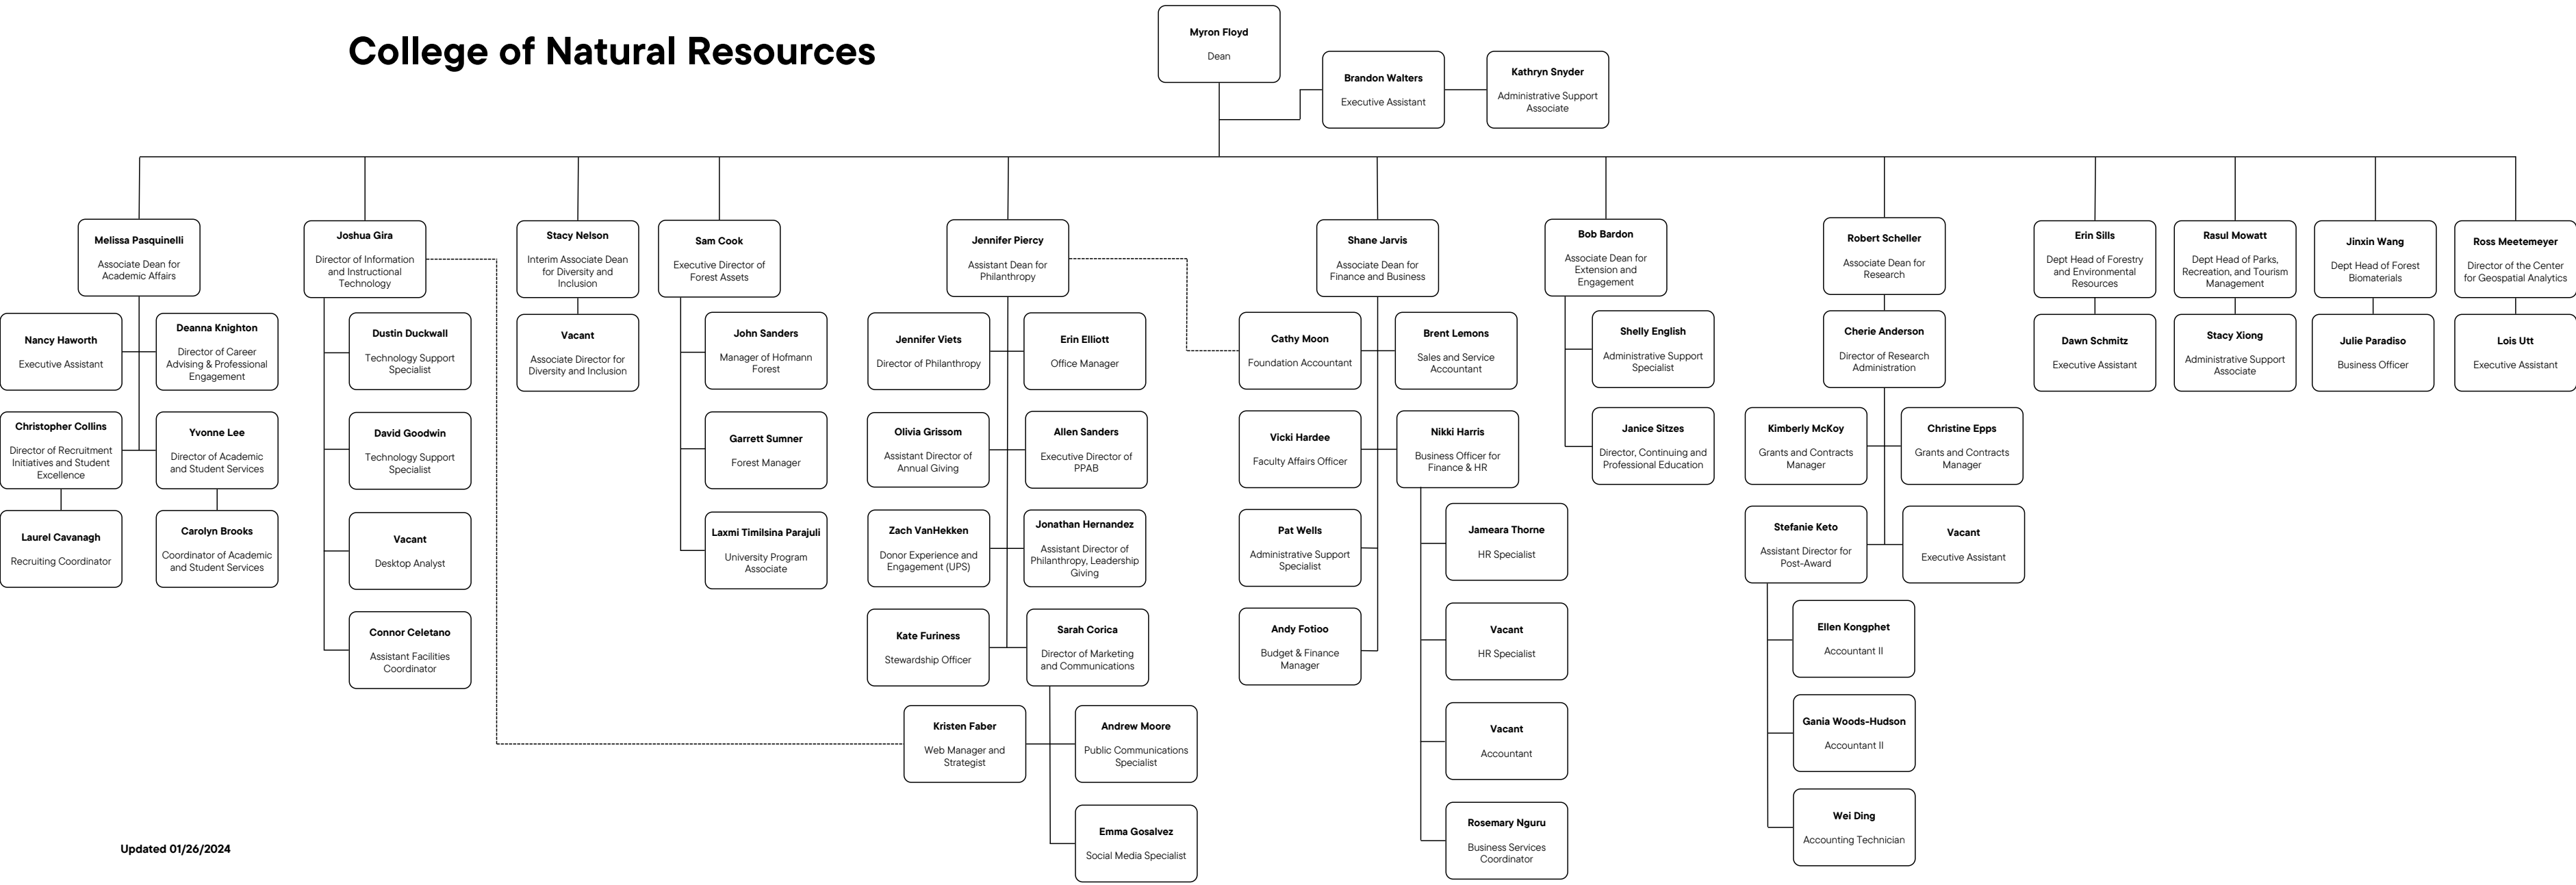 College of Natural Resources
Myron Floyd
Dean
Brandon Walters
Executive Assistant
Kathryn Snyder
Administrative Support
Associate
Melissa Pasquinelli
Associate Dean for
Academic Affairs
Nancy Haworth
Executive Assistant
Deanna Knighton
Director of Career
Advising & Professional
Engagement
Christopher Collins
Director of Recruitment
Initiatives and Student
Excellence
Yvonne Lee
Director of Academic
and Student Services
Laurel Cavanagh
Recruiting Coordinator
Carolyn Brooks
Coordinator of Academic
and Student Services
Joshua Gira
Director of Information
and Instructional
Technology
Dustin Duckwall
Technology Support
Specialist
David Goodwin
Technology Support
Specialist
Vacant
Desktop Analyst
Connor Celetano
Assistant Facilities
Coordinator
Stacy Nelson
Interim Associate Dean
for Diversity and
Inclusion
Vacant
Associate Director for
Diversity and Inclusion
Sam Cook
Executive Director of
Forest Assets
John Sanders
Manager of Hofmann
Forest
Garrett Sumner
Forest Manager
Laxmi Timilsina Parajuli
University Program
Associate
Jennifer Piercy
Assistant Dean for
Philanthropy
Jennifer Viets
Director of Philanthropy
Erin Elliott
Office Manager
Olivia Grissom
Assistant Director of
Annual Giving
Allen Sanders
Executive Director of
PPAB
Zach VanHekken
Donor Experience and
Engagement (UPS)
Jonathan Hernandez
Assistant Director of
Philanthropy, Leadership
Giving
Kate Furiness
Stewardship Officer
Sarah Corica
Director of Marketing
and Communications
Kristen Faber
Web Manager and
Strategist
Andrew Moore
Public Communications
Specialist
Emma Gosalvez
Social Media Specialist
Shane Jarvis
Associate Dean for
Finance and Business
Cathy Moon
Foundation Accountant
Brent Lemons
Sales and Service
Accountant
Vicki Hardee
Faculty Affairs Officer
Nikki Harris
Business Officer for
Finance & HR
Pat Wells
Administrative Support
Specialist
Andy Fotioo
Budget & Finance
Manager
Jameara Thorne
HR Specialist
Vacant
HR Specialist
Vacant
Accountant
Rosemary Nguru
Business Services
Coordinator
Bob Bardon
Associate Dean for
Extension and
Engagement
Shelly English
Administrative Support
Specialist
Janice Sitzes
Director, Continuing and
Professional Education
Robert Scheller
Associate Dean for
Research
Cherie Anderson
Director of Research
Administration
Kimberly McKoy
Grants and Contracts
Manager
Christine Epps
Grants and Contracts
Manager
Stefanie Keto
Assistant Director for
Post-Award
Vacant
Executive Assistant
Ellen Kongphet
Accountant II
Gania Woods-Hudson
Accountant II
Wei Ding
Accounting Technician
Erin Sills
Dept Head of Forestry
and Environmental
Resources
Dawn Schmitz
Executive Assistant
Rasul Mowatt
Dept Head of Parks,
Recreation, and Tourism
Management
Stacy Xiong
Administrative Support
Associate
Jinxin Wang
Dept Head of Forest
Biomaterials
Julie Paradiso
Business Officer
Ross Meetemeyer
Director of the Center
for Geospatial Analytics
Lois Utt
Executive Assistant
Updated 01/26/2024